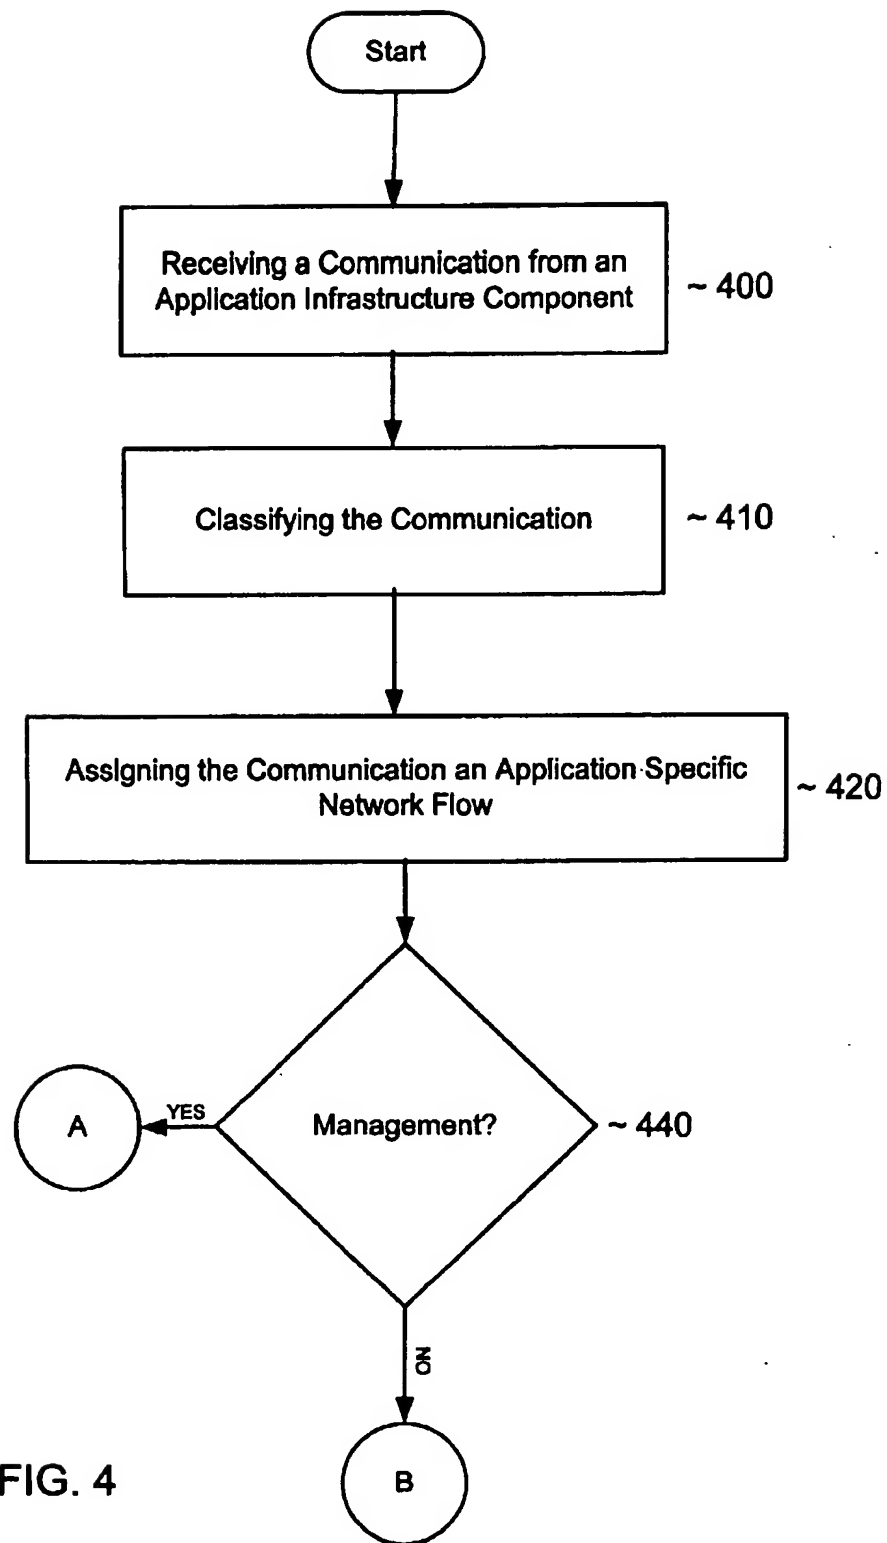 Start
Receiving a Communication from an
Application Infrastructure Component
~ 400
Classifying the Communication
~ 410
Assigning the Communication an Application Specific
Network Flow
~ 420
Management?
~ 440
YES
A
NO
B
FIG. 4